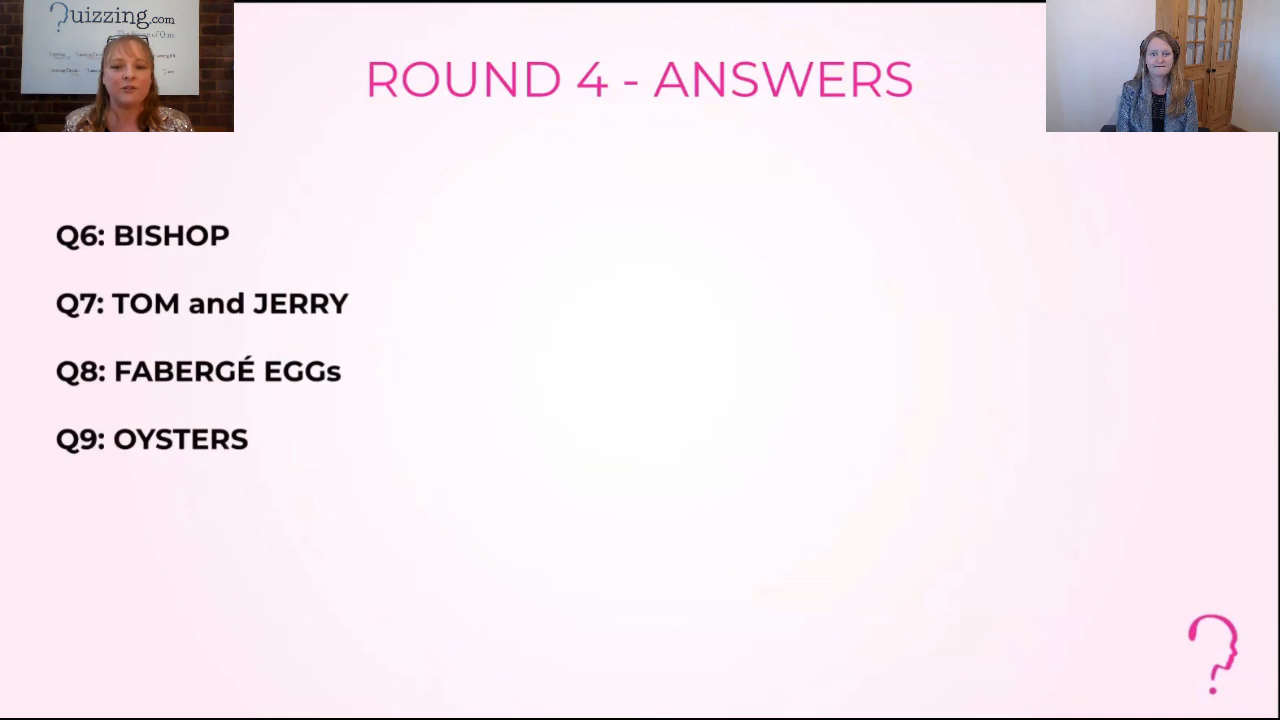 ?uizzing.com
ROUND 4 - ANSWERS
Q6: BISHOP
Q7: TOM and JERRY
Q8: FABERGÉ EGGs
Q9: OYSTERS